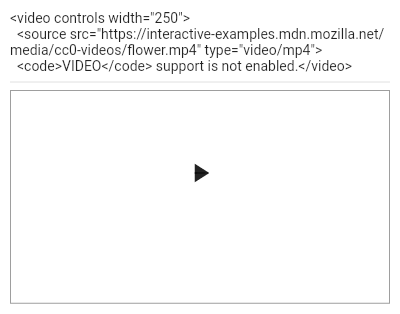 <video controls width="250">
<source src="https://interactive-examples.mdn.mozilla.net/
media/cc0-videos/flower.mp4" type="video/mp4">
<code>VIDEO</code> support is not enabled.</video>